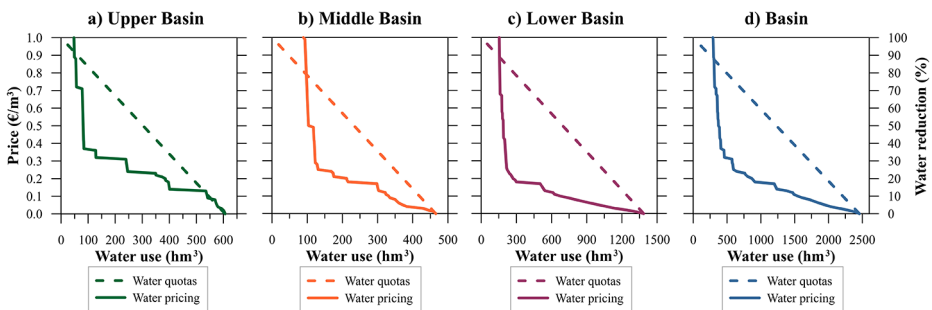 a) Upper Basin
b) Middle Basin
c) Lower Basin
d) Basin
Price (€/m³)
1.0
0.9
0.8
0.7
0.6
0.5
0.4
0.3
0.2
0.1
0.0
0 100 200 300 400 500 600
Water use (hm³)
0 100 200 300 400 500
Water use (hm³)
0 300 600 900 1200 1500
Water use (hm³)
0 500 1000 1500 2000 2500
Water use (hm³)
100
90
80
70
60
50
40
30
20
10
0
Water reduction (%)
Water quotas
Water pricing
Water quotas
Water pricing
Water quotas
Water pricing
Water quotas
Water pricing